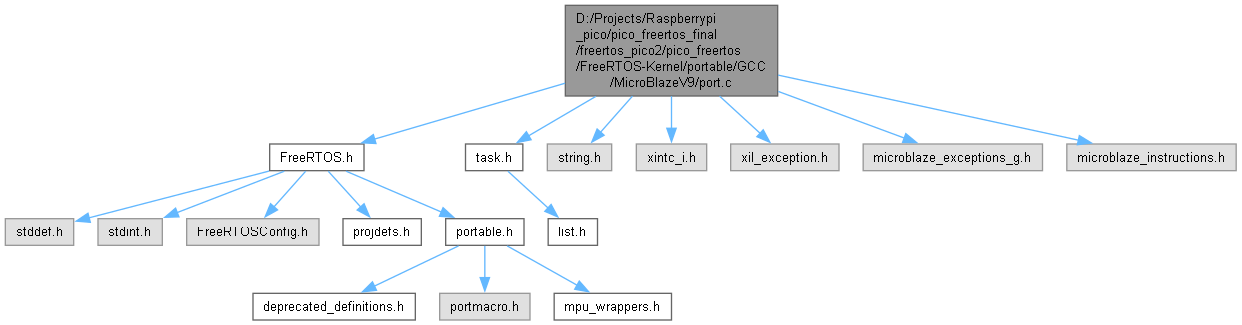 D:/Projects/Raspberrypi
_pico/pico_freertos_final
/freertos_pico2/pico_freertos
/FreeRTOS-Kernel/portable/GCC
/MicroBlazeV9/port.c
FreeRTOS.h
task.h
string.h
xintc_i.h
xil_exception.h
microblaze_exceptions_g.h
microblaze_instructions.h
stddef.h
stdint.h
FreeRTOSConfig.h
projdefs.h
portable.h
list.h
deprecated_definitions.h
portmacro.h
mpu_wrappers.h